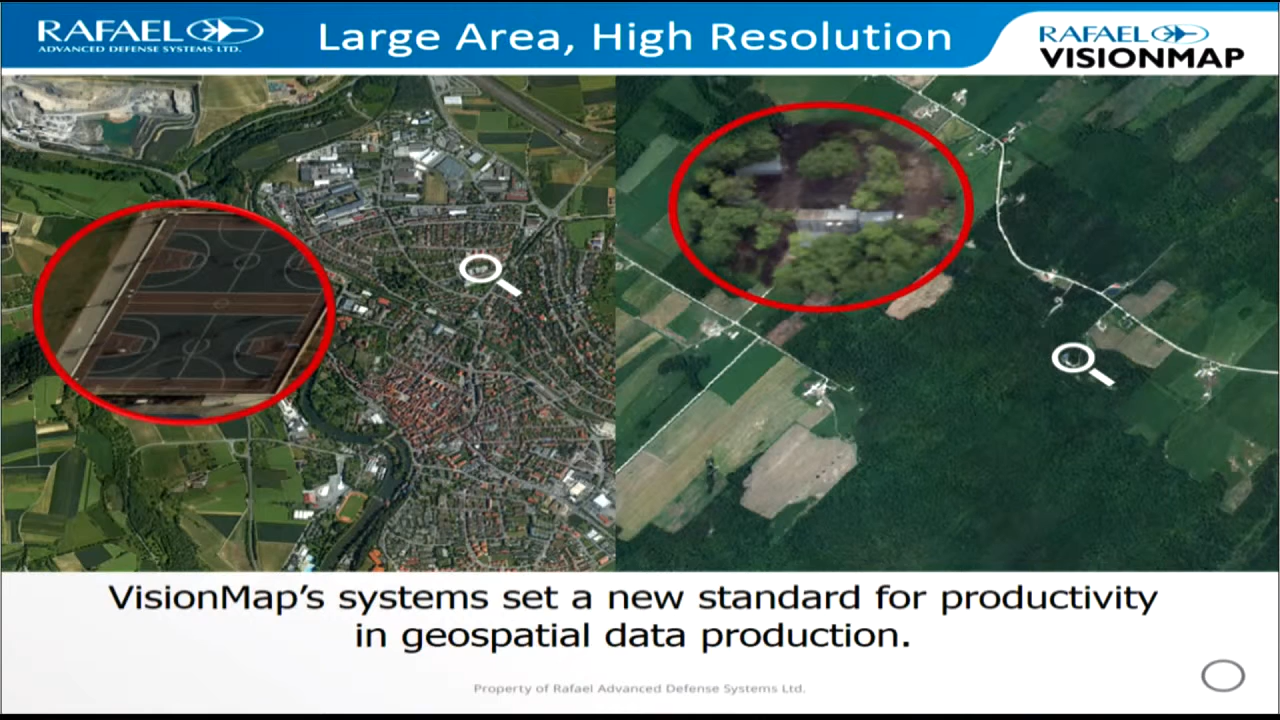 RAFAEL
ADVANCED DEFENSE SYSTEMS LTD.
Large Area, High Resolution
RAFAEL
VISIONMAP
VisionMap's systems set a new standard for productivity
in geospatial data production.
Property of Rafael Advanced Defense Systems Ltd.